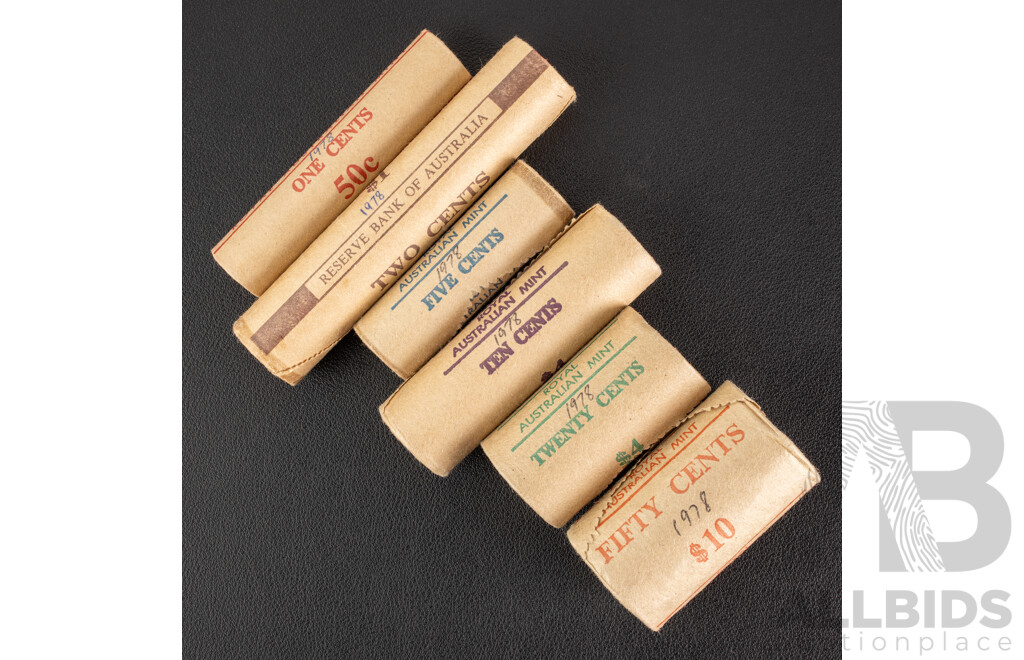 ONE CENTS
1978
50c
RESERVE BANK OF AUSTRALIA
1978
TWO CENTS
AUSTRALIAN MINT
1978
FIVE CENTS
ROYAL
AUSTRALIAN MINT
1978
TEN CENTS
ROYAL
AUSTRALIAN MINT
1978
TWENTY CENTS
$4
AUSTRALIAN MINT
FIFTY CENTS
1978
$10
ALLBIDS
auctionplace